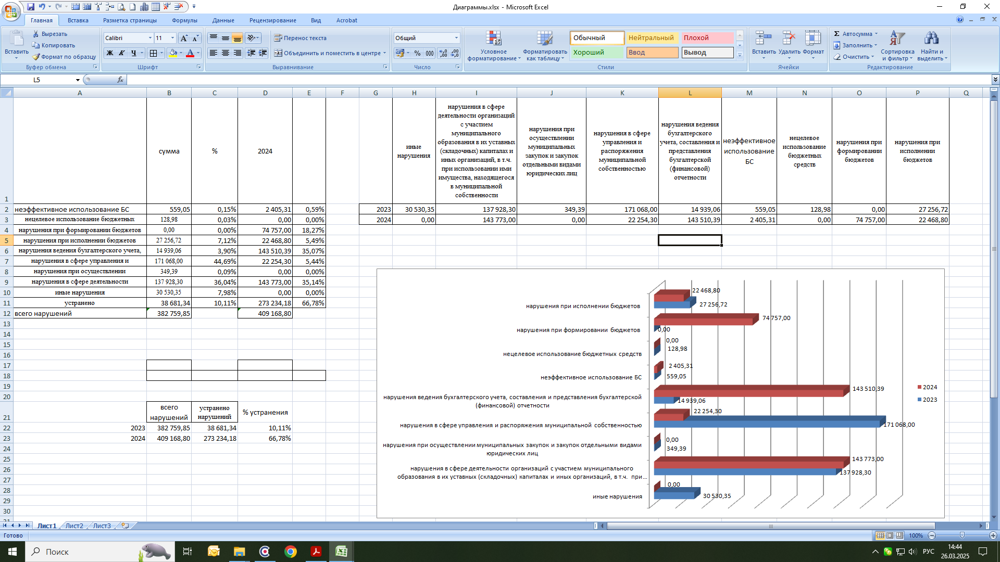 Диаграммы.xlsx - Microsoft Excel
Главная
Вставка
Разметка страницы
Формулы
Данные
Рецензирование
Вид
Acrobat
Вставить
Вырезать
Копировать
Формат по образцу
Буфер обмена
Calibri
11
Ж К Ч
Шрифт
Перенос текста
Объединить и поместить в центре
Выравнивание
Общий
% 000
Число
Условное форматирование
Форматировать как таблицу
Обычный
Нейтральный
Плохой
Хороший
Ввод
Вывод
Стили
Вставить
Удалить
Формат
Ячейки
Σ Автосумма
Заполнить
Очистить
Сортировка и фильтр
Найти и выделить
Редактирование
L5
fx
A B C D E F G H I J K L M N O P Q
1 сумма % 2024
2 неэффективное использование БС 559,05 0,15% 2 405,31 0,59%
3 нецелевое использование бюджетных 128,98 0,03% 0,00 0,00%
4 нарушения при формировании бюджетов 0,00 0,00% 74 757,00 18,27%
5 нарушения при исполнении бюджетов 27 256,72 7,12% 22 468,80 5,49%
6 нарушения ведения бухгалтерского учета, 14 939,06 3,90% 143 510,39 35,07%
7 нарушения в сфере управления и 171 068,00 44,69% 22 254,30 5,44%
8 нарушения при осуществлении 349,39 0,09% 0,00 0,00%
9 нарушения в сфере деятельности 137 928,30 36,04% 143 773,00 35,14%
10 иные нарушения 30 530,35 7,98% 0,00 0,00%
11 устранено 38 681,34 10,11% 273 234,18 66,78%
12 всего нарушений 382 759,85 409 168,80
13
14
15
16
17
18
19
20
21 всего нарушений устранено нарушений % устранения
22 2023 382 759,85 38 681,34 10,11%
23 2024 409 168,80 273 234,18 66,78%
24
25
26
27
28
29
30
иные
нарушения
нарушения в сфере
деятельности организаций
с участием
муниципального
образования в их уставных
(складочных) капиталах и
иных организаций, в т.ч.
при использовании ими
имущества, находящегося
в муниципальной
собственности
нарушения при
осуществлении
муниципальных
закупок и закупок
отдельными видами
юридических лиц
нарушения в сфере
управления и
распоряжения
муниципальной
собственностью
нарушения ведения
бухгалтерского
учета, составления и
представления
бухгалтерской
(финансовой)
отчетности
неэффективное
использование
БС
нецелевое
использование
бюджетных
средств
нарушения при
формировании
бюджетов
нарушения при
исполнении
бюджетов
2023 30 530,35 137 928,30 349,39 171 068,00 14 939,06 559,05 128,98 0,00 27 256,72
2024 0,00 143 773,00 0,00 22 254,30 143 510,39 2 405,31 0,00 74 757,00 22 468,80
22 468,80
нарушения при исполнении бюджетов
27 256,72
74 757,00
нарушения при формировании бюджетов
0,00
0,00
128,98
нецелевое использование бюджетных средств
2 405,31
559,05
неэффективное использование БС
143 510,39
нарушения ведения бухгалтерского учета, составления и представления бухгалтерской
(финансовой) отчетности
14 939,06
22 254,30
нарушения в сфере управления и распоряжения муниципальной собственностью
171 068,00
0,00
нарушения при осуществлении муниципальных закупок и закупок отдельными видами
юридических лиц
349,39
143 773,00
нарушения в сфере деятельности организаций с участием муниципального
образования в их уставных (складочных) капиталах и иных организаций, в т.ч. при...
137 928,30
0,00
иные нарушения
30 530,35
2024
2023
Лист1
Лист2
Лист3
Готово
100%
Поиск
РУС
14:44
26.03.2025